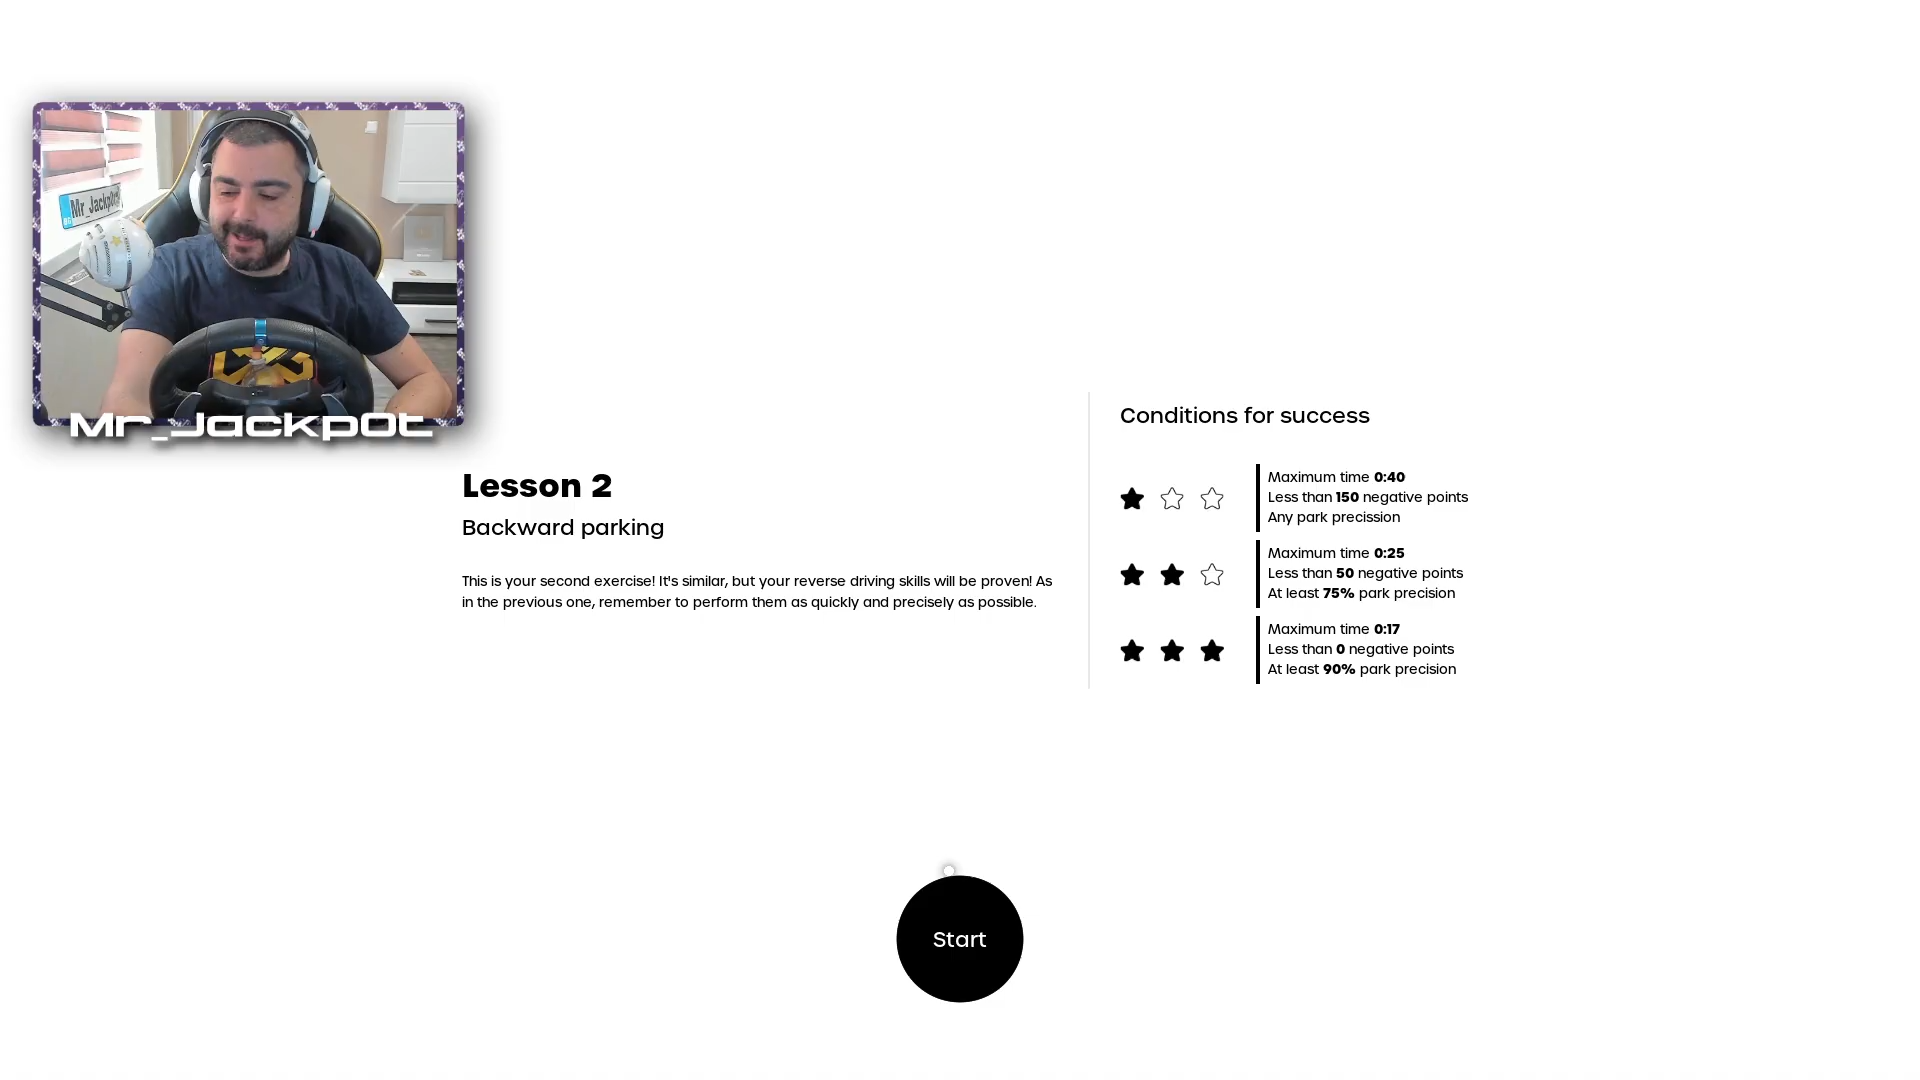 Mr_Jackp0t
Mr_Jackp0t
Lesson 2
Backward parking
This is your second exercise! It's similar, but your reverse driving skills will be proven! As
in the previous one, remember to perform them as quickly and precisely as possible.
Conditions for success
Maximum time 0:40
Less than 150 negative points
Any park precission
Maximum time 0:25
Less than 50 negative points
At least 75% park precision
Maximum time 0:17
Less than 0 negative points
At least 90% park precision
Start